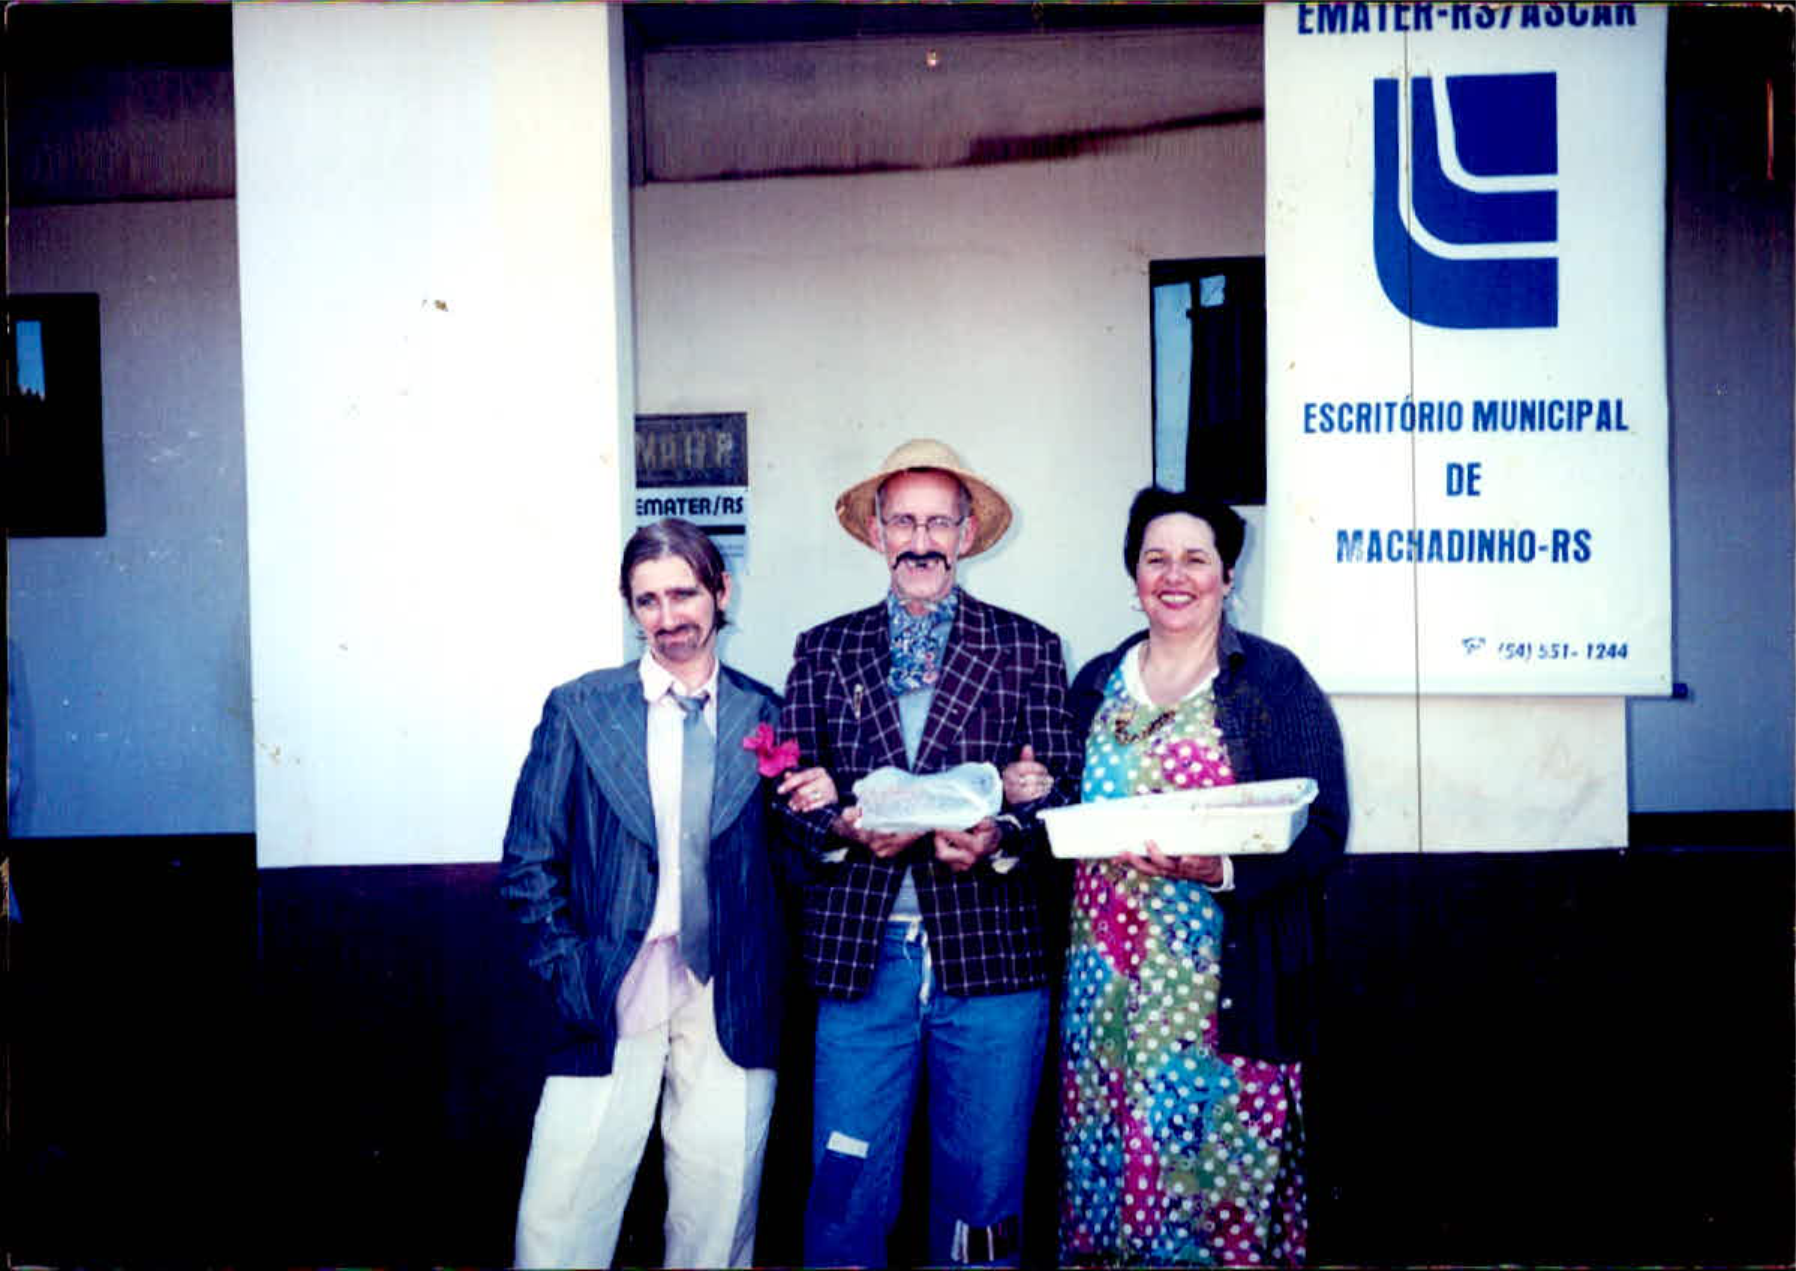 EMATER-RS/ASCAR
ESCRITÓRIO MUNICIPAL
DE
MACHADINHO-RS
(54) 551-1244
EMATER/RS